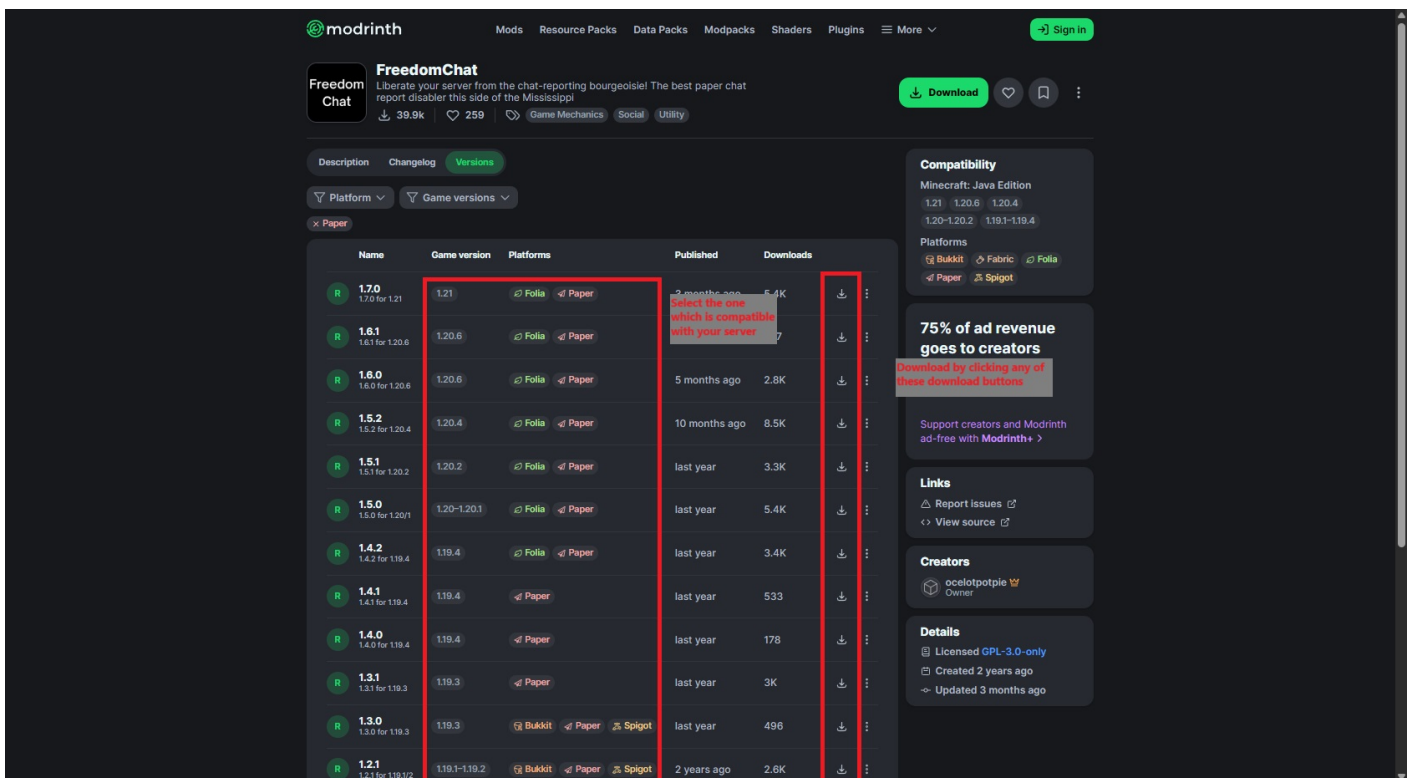 modrinth
Mods Resource Packs Data Packs Modpacks Shaders Plugins More
Sign in
Freedom
Chat
FreedomChat
Liberate your server from the chat-reporting bourgeoisie! The best paper chat
report disabler this side of the Mississippi
39.9k 259 Game Mechanics Social Utility
Download
Description Changelog Versions
Platform Game versions
× Paper
Name Game version Platforms Published Downloads
R 1.7.0 1.21 Folia Paper 3 months ago 5.4K
1.7.0 for 1.21
R 1.6.1 1.20.6 Folia Paper
1.6.1 for 1.20.6
Select the one
which is compatible
with your server
R 1.6.0 1.20.6 Folia Paper 5 months ago 2.8K
1.6.0 for 1.20.6
R 1.5.2 1.20.4 Folia Paper 10 months ago 8.5K
1.5.2 for 1.20.4
R 1.5.1 1.20.2 Folia Paper last year 3.3K
1.5.1 for 1.20.2
R 1.5.0 1.20–1.20.1 Folia Paper last year 5.4K
1.5.0 for 1.20/1
R 1.4.2 1.19.4 Folia Paper last year 3.4K
1.4.2 for 1.19.4
R 1.4.1 1.19.4 Paper last year 533
1.4.1 for 1.19.4
R 1.4.0 1.19.4 Paper last year 178
1.4.0 for 1.19.4
R 1.3.1 1.19.3 Paper last year 3K
1.3.1 for 1.19.3
R 1.3.0 1.19.3 Bukkit Paper Spigot last year 496
1.3.0 for 1.19.3
R 1.2.1 1.19.1–1.19.2 Bukkit Paper Spigot 2 years ago 2.6K
1.2.1 for 1.19.1/2
Compatibility
Minecraft: Java Edition
1.21 1.20.6 1.20.4
1.20–1.20.2 1.19.1–1.19.4
Platforms
Bukkit Fabric Folia
Paper Spigot
75% of ad revenue
goes to creators
Download by clicking any of
these download buttons
Support creators and Modrinth
ad-free with Modrinth+ >
Links
Report issues
View source
Creators
ocelotpotpie
Owner
Details
Licensed GPL-3.0-only
Created 2 years ago
Updated 3 months ago